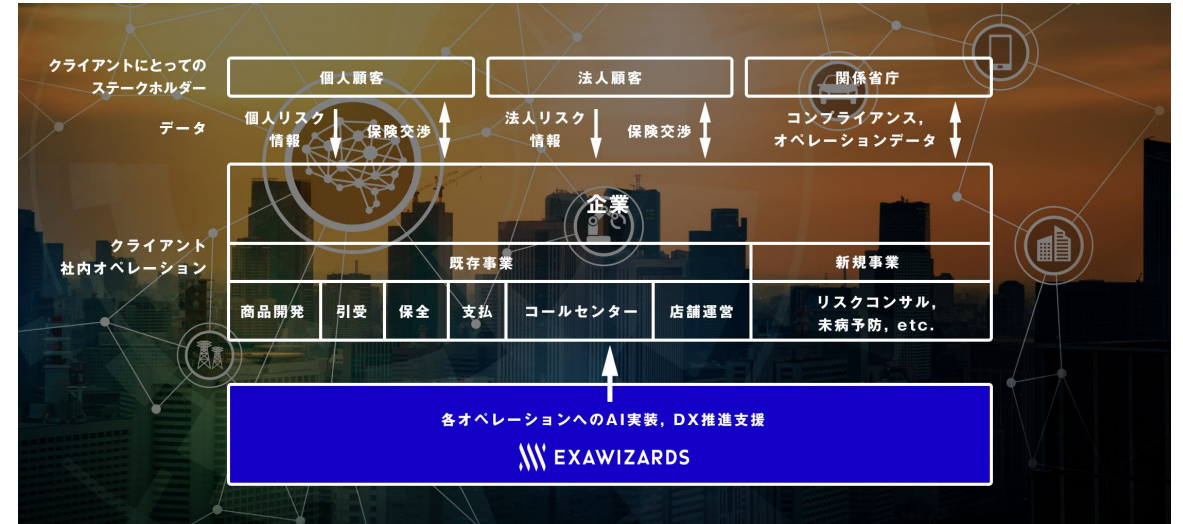 クライアントにとっての
ステークホルダー
個人顧客
法人顧客
関係省庁
データ
個人リスク
情報
保険交渉
法人リスク
情報
保険交渉
コンプライアンス,
オペレーションデータ
企業
クライアント
社内オペレーション
既存事業
新規事業
商品開発
引受
保全
支払
コールセンター
店舗運営
リスクコンサル,
未病予防, etc.
各オペレーションへのAI実装, DX推進支援
EXAWIZARDS